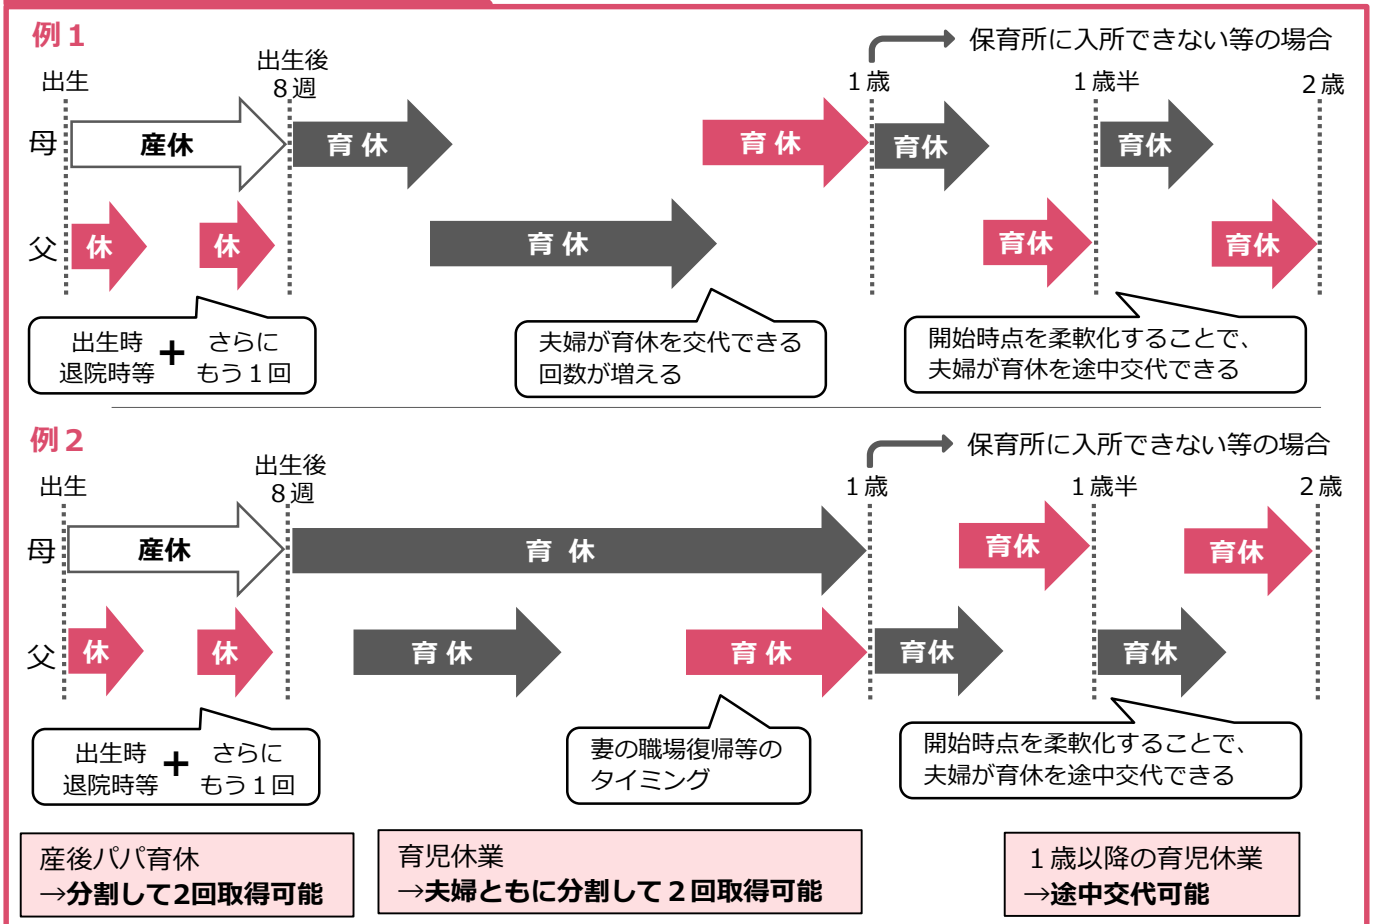 例１
保育所に入所できない等の場合
出生
出生後
８週
１歳
１歳半
２歳
母
産休
育 休
育 休
育休
育休
父
休
休
育 休
育休
育休
出生時
退院時等
＋
さらに
もう１回
夫婦が育休を交代できる
回数が増える
開始時点を柔軟化することで、
夫婦が育休を途中交代できる
例２
保育所に入所できない等の場合
出生
出生後
８週
１歳
１歳半
２歳
母
産休
育 休
育休
育休
父
休
休
育 休
育 休
育休
育休
出生時
退院時等
＋
さらに
もう１回
妻の職場復帰等の
タイミング
開始時点を柔軟化することで、
夫婦が育休を途中交代できる
産後パパ育休
→分割して2回取得可能
育児休業
→夫婦ともに分割して２回取得可能
１歳以降の育児休業
→途中交代可能